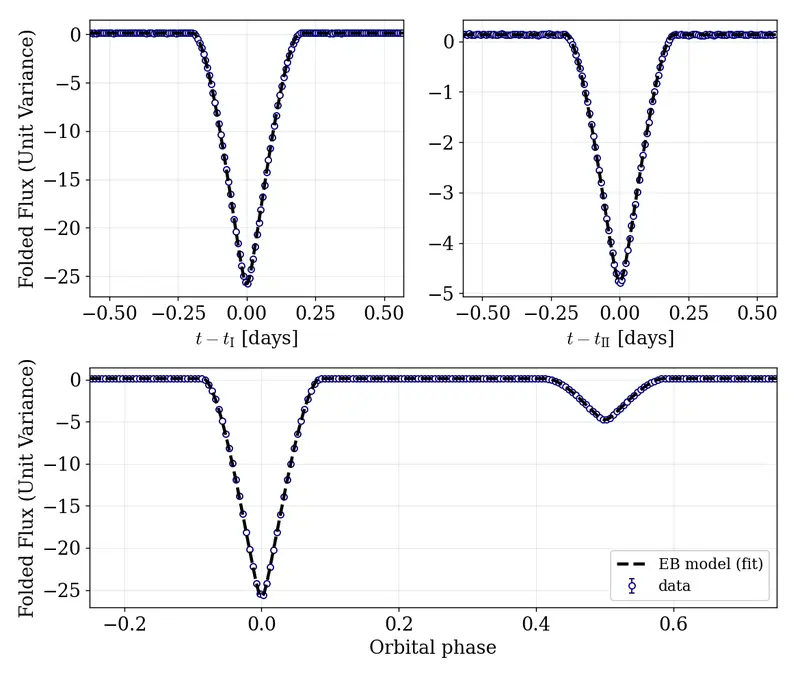 Folded Flux (Unit Variance)
0
−5
−10
−15
−20
−25
−0.50 −0.25 0.00 0.25 0.50
t − tI [days]
0
−1
−2
−3
−4
−5
−0.50 −0.25 0.00 0.25 0.50
t − tII [days]
Folded Flux (Unit Variance)
0
−5
−10
−15
−20
−25
−0.2 0.0 0.2 0.4 0.6
Orbital phase
EB model (fit)
data